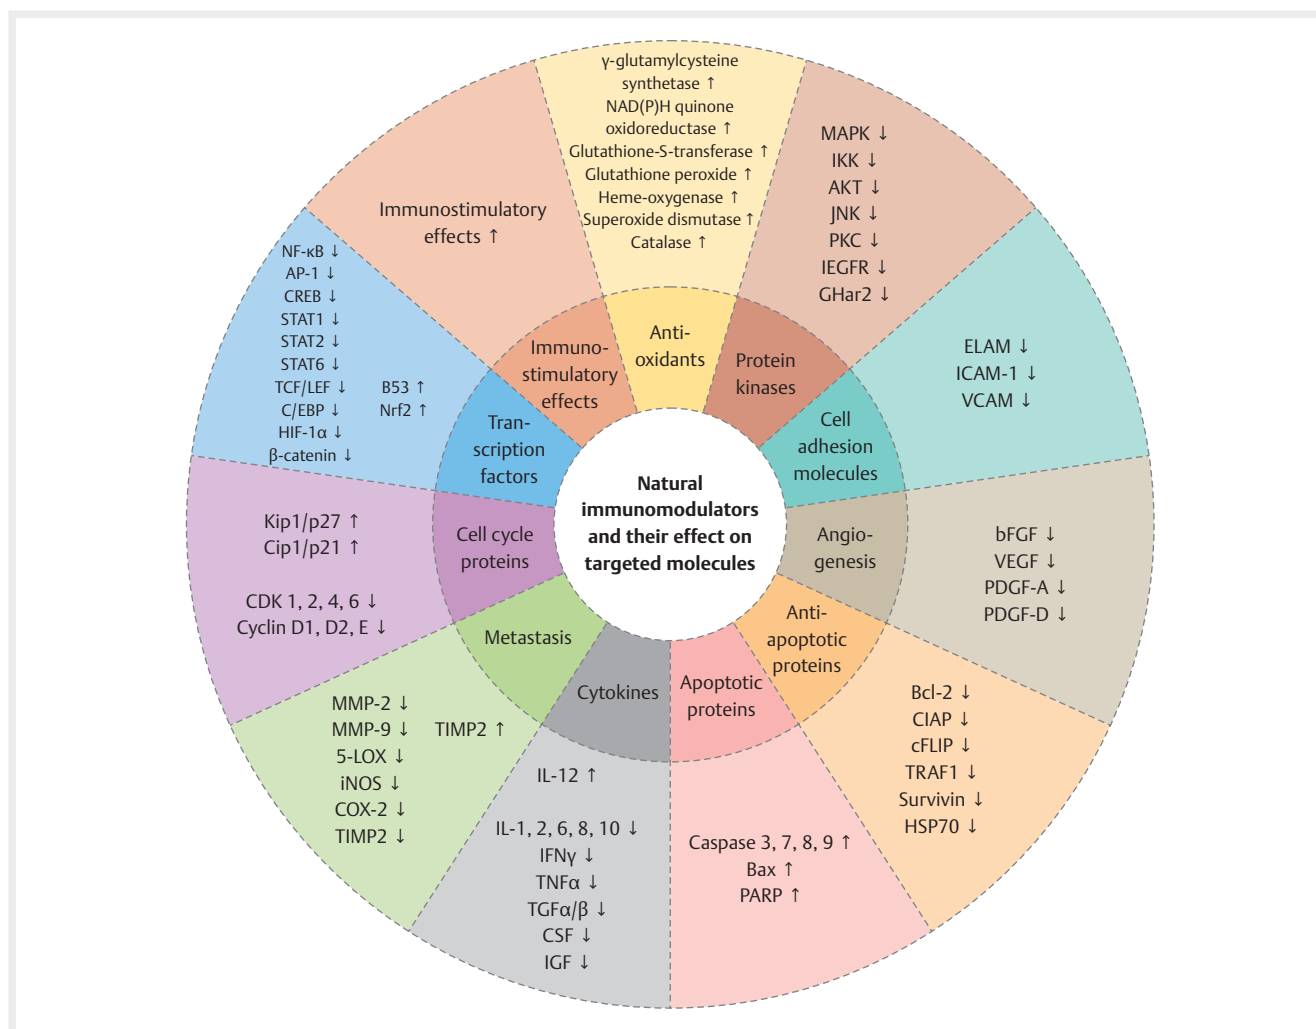 γ-glutamylcysteine
synthetase ↑
NAD(P)H quinone
oxidoreductase ↑
Glutathione-S-transferase ↑
Glutathione peroxide ↑
Heme-oxygenase ↑
Superoxide dismutase ↑
Catalase ↑
MAPK ↓
IKK ↓
AKT ↓
JNK ↓
PKC ↓
IEGFR ↓
GHar2 ↓
ELAM ↓
ICAM-1 ↓
VCAM ↓
bFGF ↓
VEGF ↓
PDGF-A ↓
PDGF-D ↓
Bcl-2 ↓
CIAP ↓
cFLIP ↓
TRAF1 ↓
Survivin ↓
HSP70 ↓
Caspase 3, 7, 8, 9 ↑
Bax ↑
PARP ↑
IL-12 ↑
IL-1, 2, 6, 8, 10 ↓
IFNγ ↓
TNFα ↓
TGFα/β ↓
CSF ↓
IGF ↓
MMP-2 ↓
MMP-9 ↓ TIMP2 ↑
5-LOX ↓
iNOS ↓
COX-2 ↓
TIMP2 ↓
Kip1/p27 ↑
Cip1/p21 ↑
CDK 1, 2, 4, 6 ↓
Cyclin D1, D2, E ↓
NF-κB ↓
AP-1 ↓
CREB ↓
STAT1 ↓
STAT2 ↓
STAT6 ↓
TCF/LEF ↓ B53 ↑
C/EBP ↓ Nrf2 ↑
HIF-1α ↓
β-catenin ↓
Immunostimulatory
effects ↑
Anti-
oxidants
Protein
kinases
Cell
adhesion
molecules
Angio-
genesis
Anti-
apoptotic
proteins
Apoptotic
proteins
Cytokines
Metastasis
Cell cycle
proteins
Tran-
scription
factors
Immuno-
stimulatory
effects
Natural
immunomodulators
and their effect on
targeted molecules